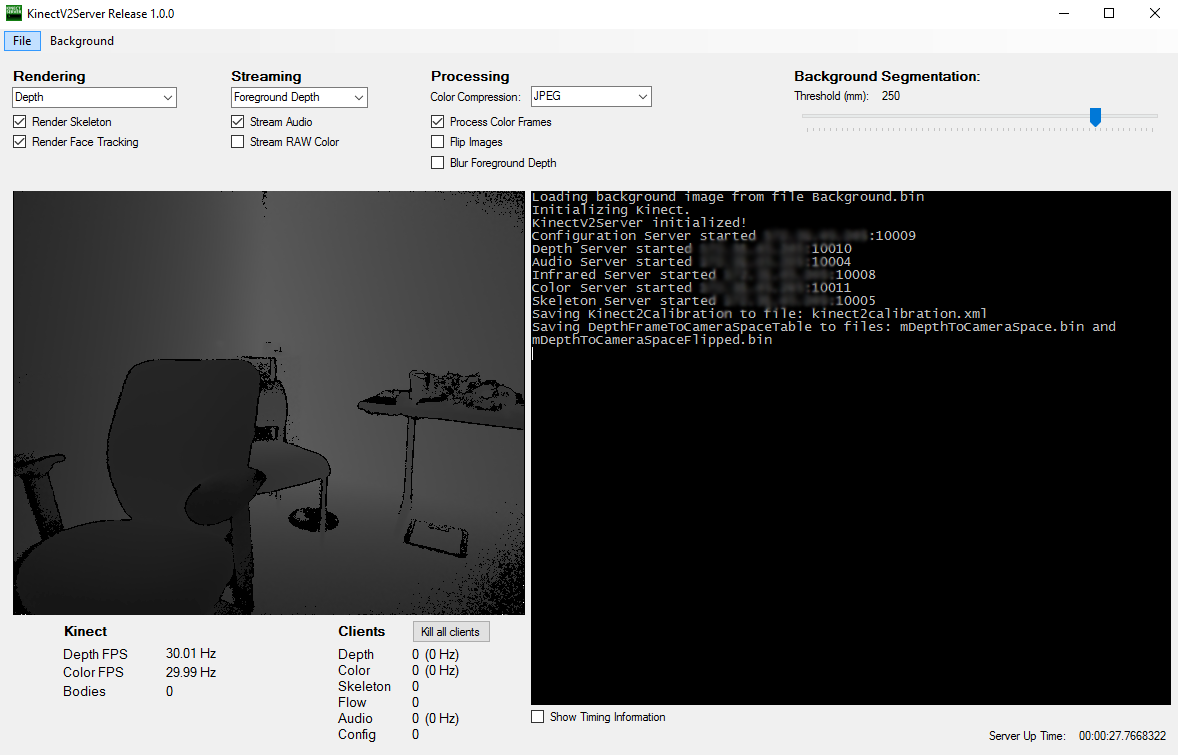 KinectV2Server Release 1.0.0
File Background
Rendering
Depth
Render Skeleton
Render Face Tracking
Streaming
Foreground Depth
Stream Audio
Stream RAW Color
Processing
Color Compression: JPEG
Process Color Frames
Flip Images
Blur Foreground Depth
Background Segmentation:
Threshold (mm): 250
Loading background image from file Background.bin
Initializing Kinect.
KinectV2Server initialized!
Configuration Server started :10009
Depth Server started :10010
Audio Server started :10004
Infrared Server started :10008
Color Server started :10011
Skeleton Server started :10005
Saving Kinect2Calibration to file: kinect2calibration.xml
Saving DepthFrameToCameraSpaceTable to files: mDepthToCameraSpace.bin and
mDepthToCameraSpaceFlipped.bin
Kinect
Depth FPS 30.01 Hz
Color FPS 29.99 Hz
Bodies 0
Clients Kill all clients
Depth 0 (0 Hz)
Color 0 (0 Hz)
Skeleton 0
Flow 0
Audio 0 (0 Hz)
Config 0
Show Timing Information
Server Up Time: 00:00:27.7668322